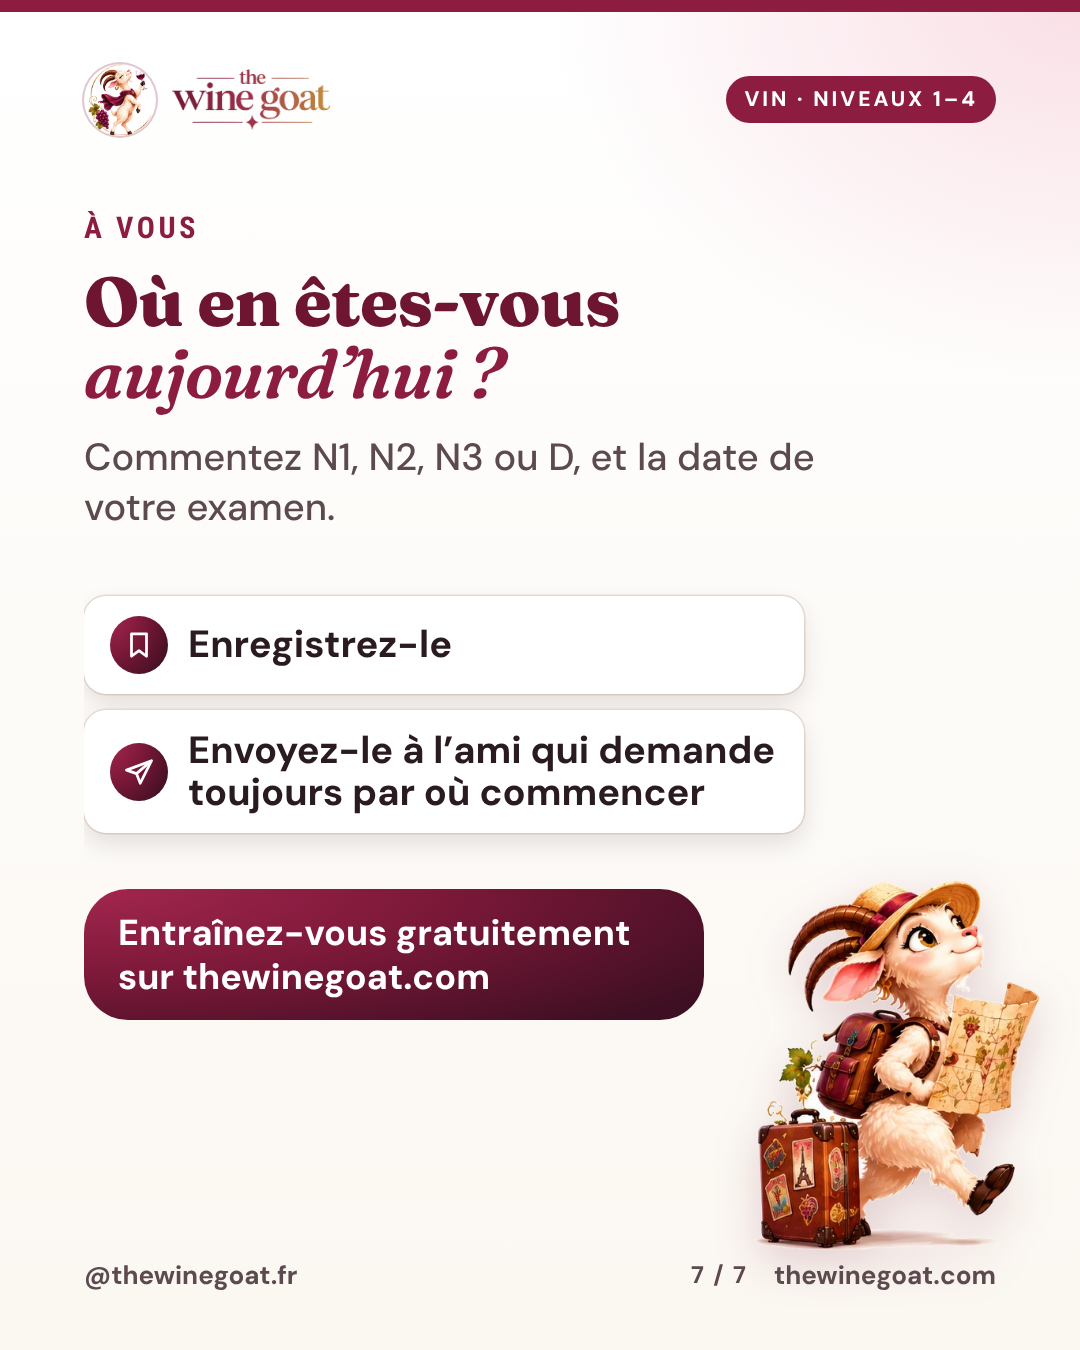 the
wine goat
VIN · NIVEAUX 1–4
À VOUS
Où en êtes-vous
aujourd’hui ?
Commentez N1, N2, N3 ou D, et la date de
votre examen.
Enregistrez-le
Envoyez-le à l’ami qui demande
toujours par où commencer
Entraînez-vous gratuitement
sur thewinegoat.com
@thewinegoat.fr
7 / 7
thewinegoat.com